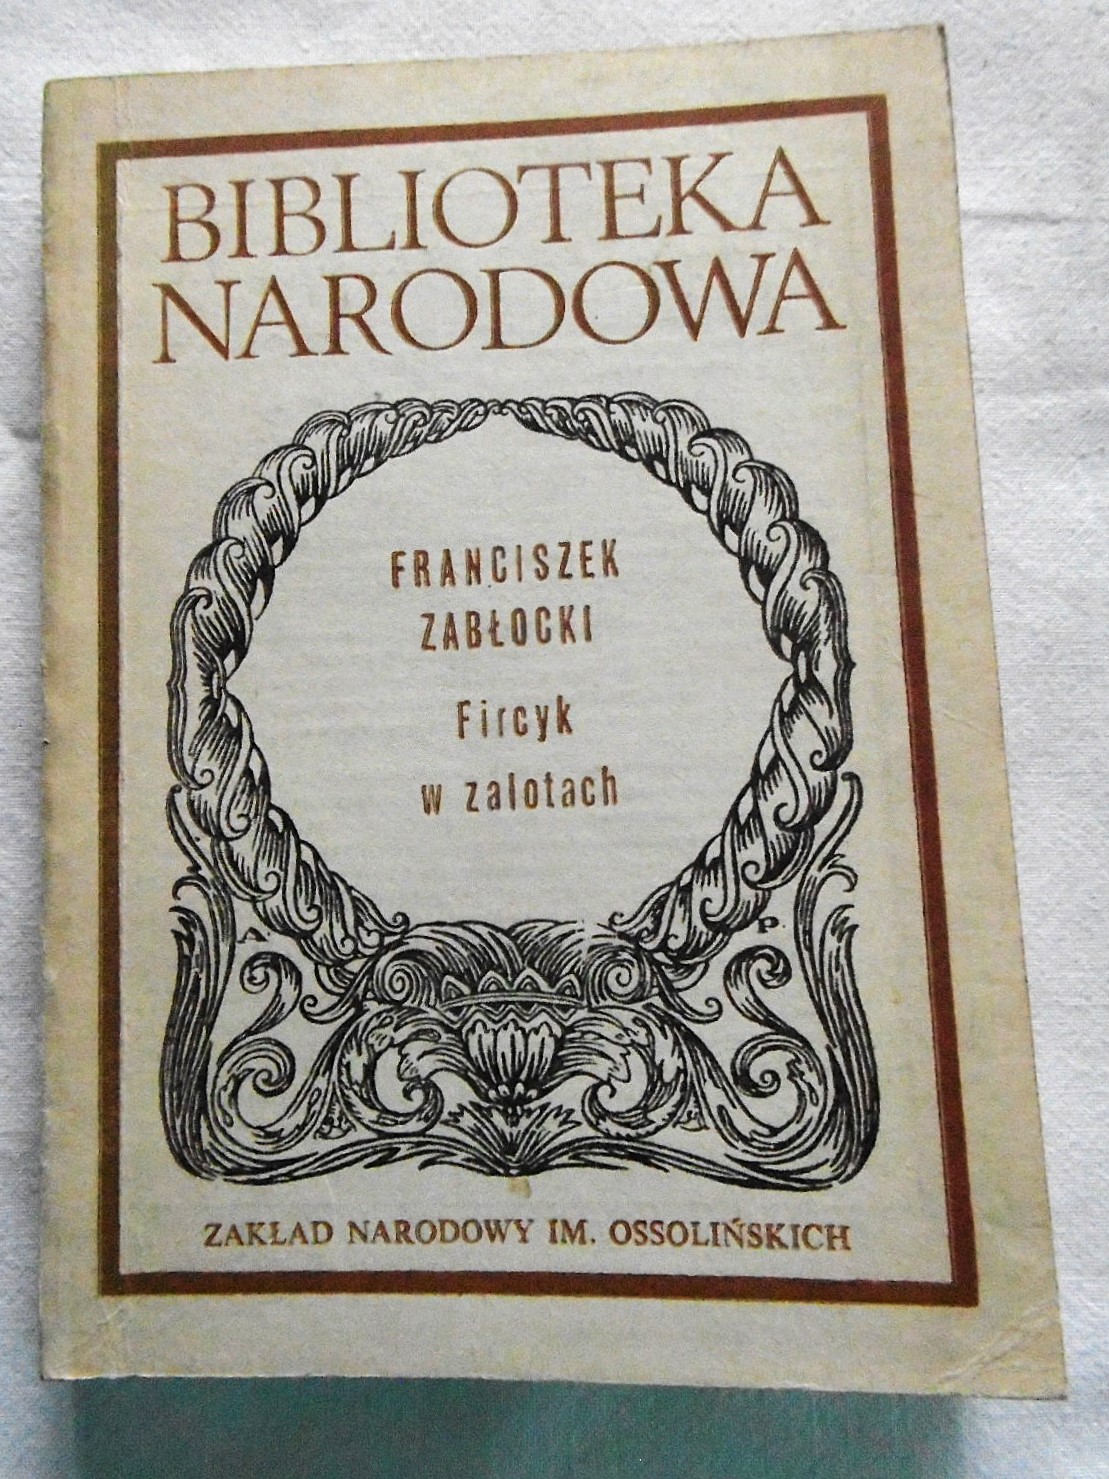 BIBLIOTEKA
NARODOWA
FRANCISZEK
ZABŁOCKI
Fircyk
w zalotach
A P
ZAKŁAD NARODOWY IM. OSSOLIŃSKICH